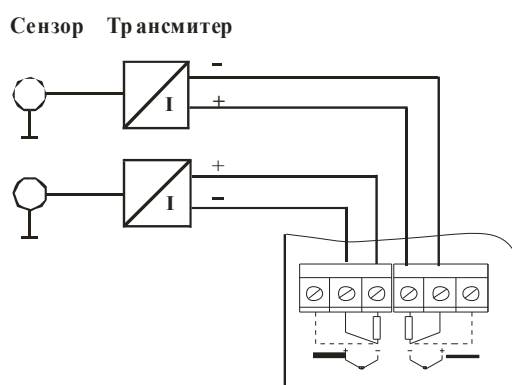 Сензор Трансмитер
-
+
I
+
-
I
+ - - +